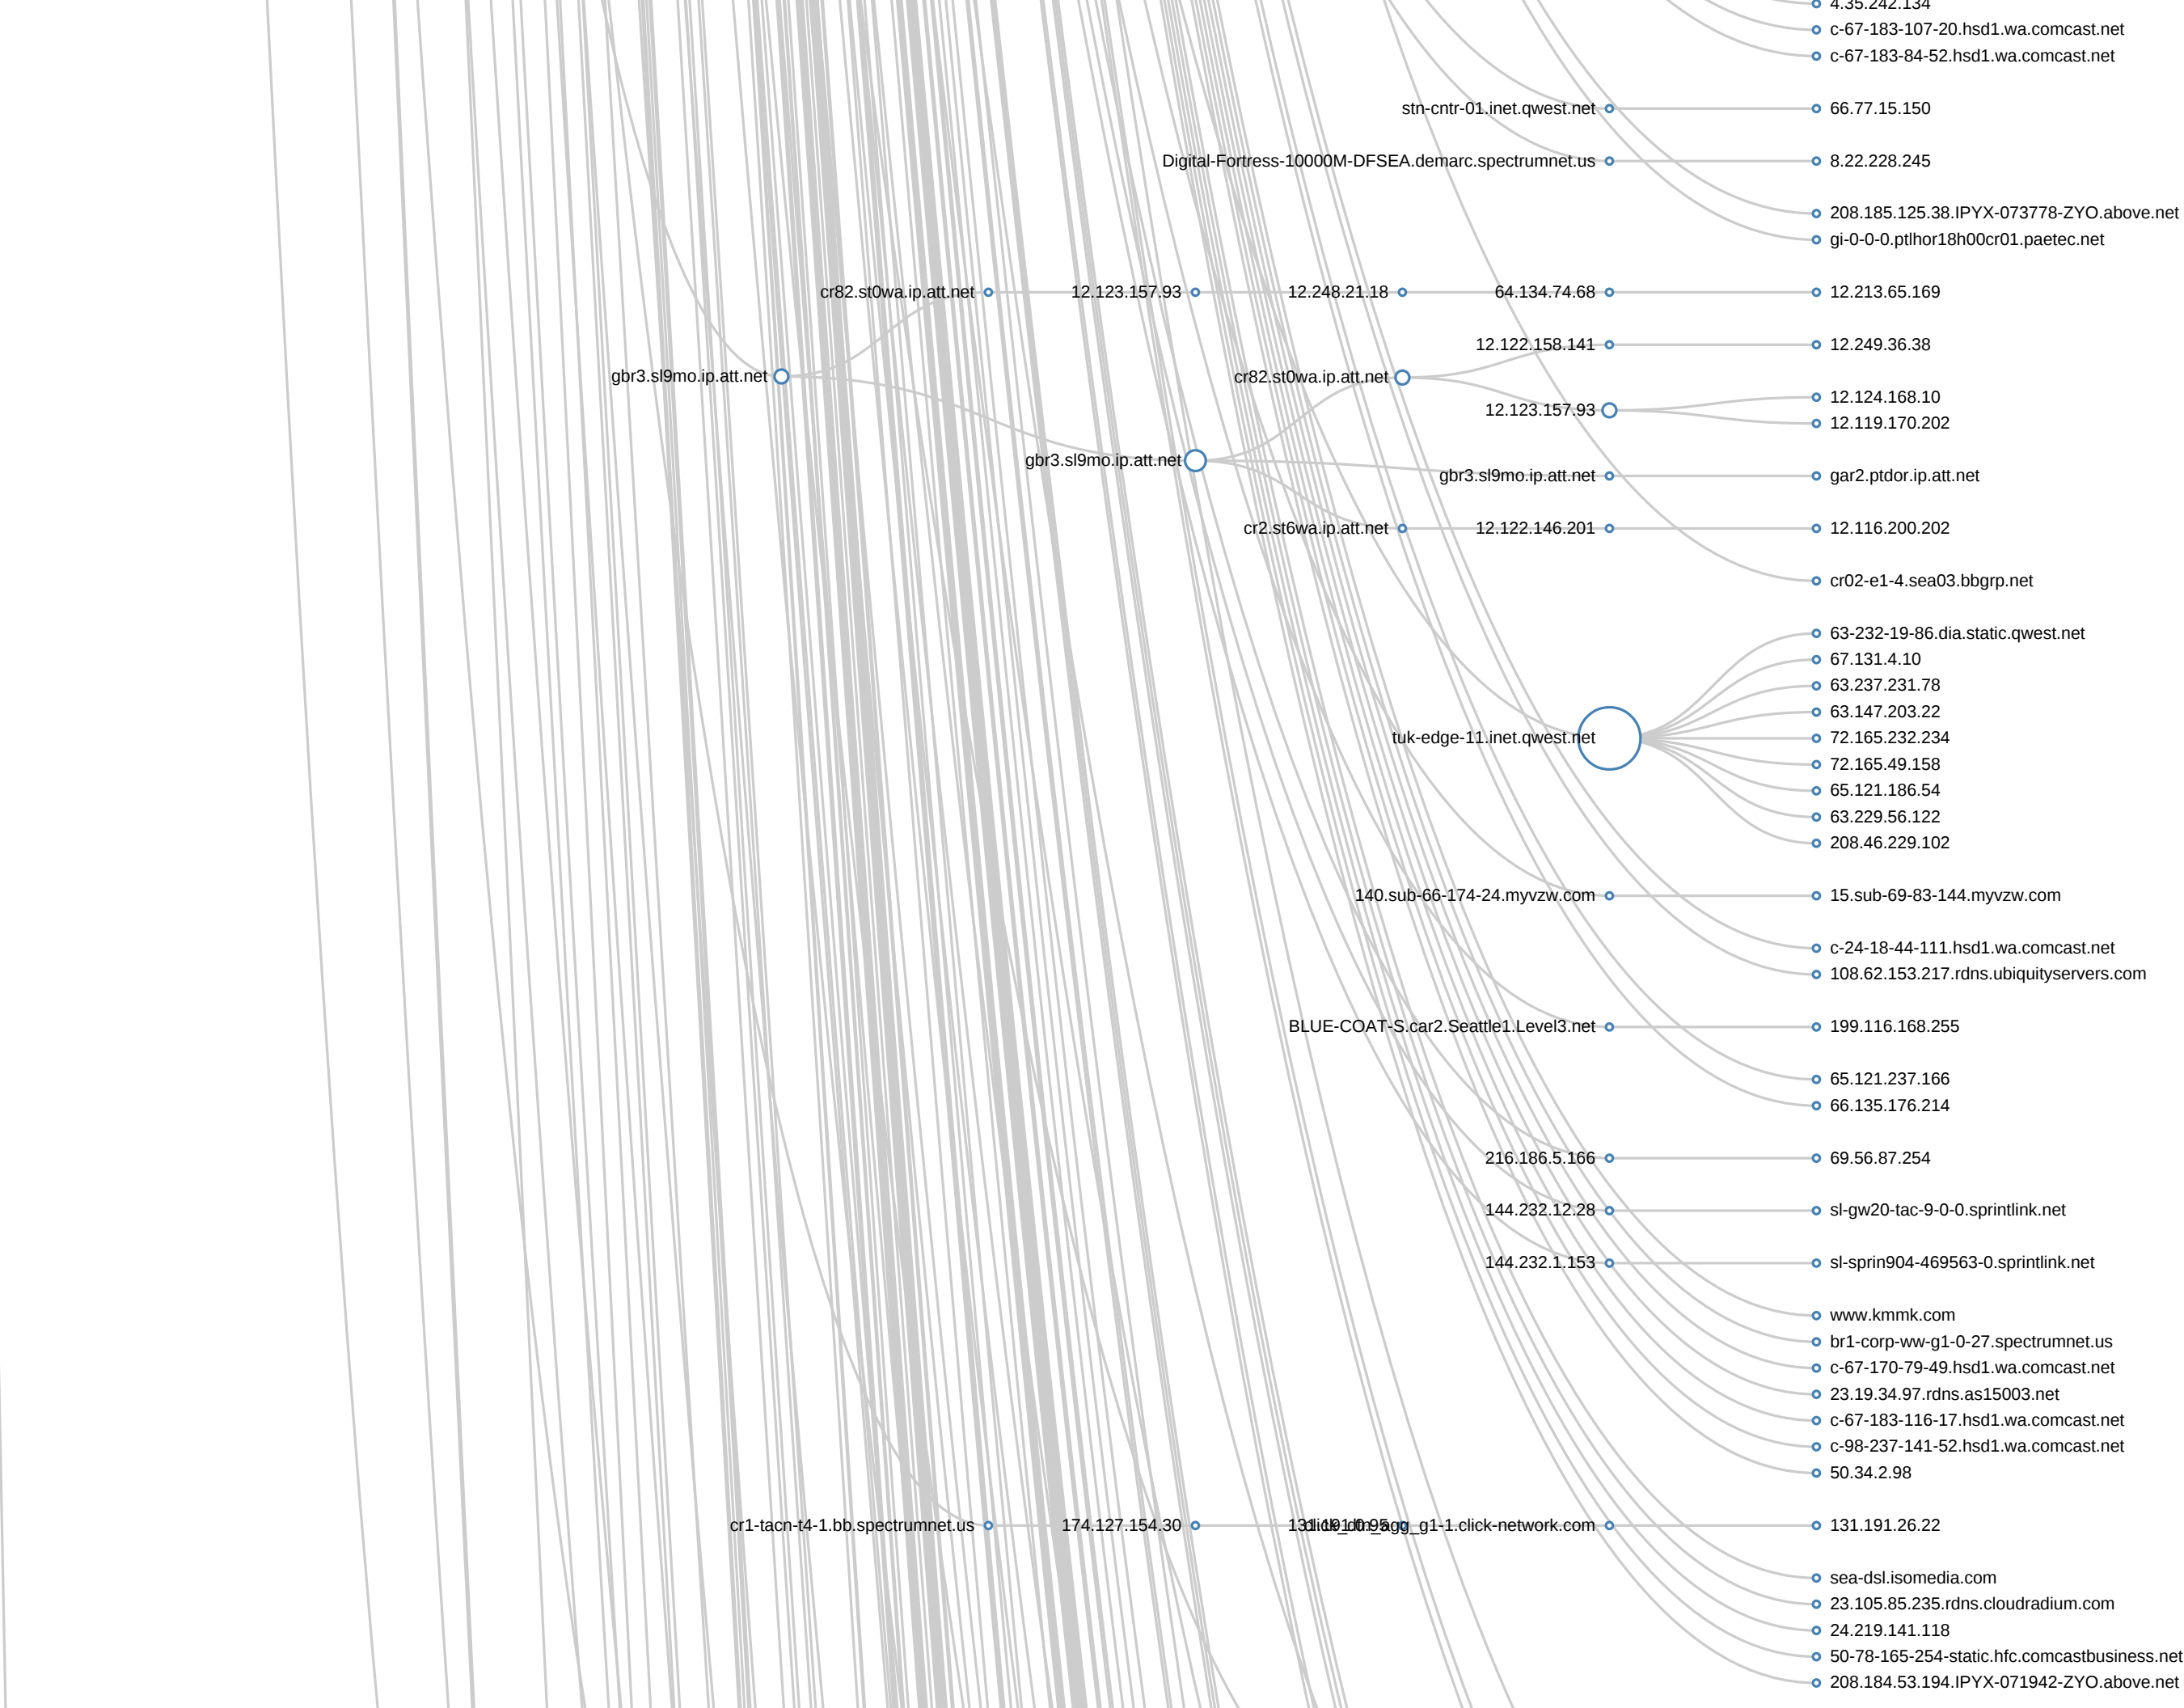 4.35.242.134
c-67-183-107-20.hsd1.wa.comcast.net
c-67-183-84-52.hsd1.wa.comcast.net
stn-cntr-01.inet.qwest.net 66.77.15.150
Digital-Fortress-10000M-DFSEA.demarc.spectrumnet.us 8.22.228.245
208.185.125.38.IPYX-073778-ZYO.above.net
gi-0-0-0.ptlhor18h00cr01.paetec.net
cr82.st0wa.ip.att.net 12.123.157.93 12.248.21.18 64.134.74.68 12.213.65.169
12.122.158.141 12.249.36.38
gbr3.sl9mo.ip.att.net cr82.st0wa.ip.att.net
12.124.168.10
12.123.157.93
12.119.170.202
gbr3.sl9mo.ip.att.net
gbr3.sl9mo.ip.att.net gar2.ptdor.ip.att.net
cr2.st6wa.ip.att.net 12.122.146.201 12.116.200.202
cr02-e1-4.sea03.bbgrp.net
63-232-19-86.dia.static.qwest.net
67.131.4.10
63.237.231.78
63.147.203.22
tuk-edge-11.inet.qwest.net 72.165.232.234
72.165.49.158
65.121.186.54
63.229.56.122
208.46.229.102
140.sub-66-174-24.myvzw.com 15.sub-69-83-144.myvzw.com
c-24-18-44-111.hsd1.wa.comcast.net
108.62.153.217.rdns.ubiquityservers.com
BLUE-COAT-S.car2.Seattle1.Level3.net 199.116.168.255
65.121.237.166
66.135.176.214
216.186.5.166 69.56.87.254
144.232.12.28 sl-gw20-tac-9-0-0.sprintlink.net
144.232.1.153 sl-sprin904-469563-0.sprintlink.net
www.kmmk.com
br1-corp-ww-g1-0-27.spectrumnet.us
c-67-170-79-49.hsd1.wa.comcast.net
23.19.34.97.rdns.as15003.net
c-67-183-116-17.hsd1.wa.comcast.net
c-98-237-141-52.hsd1.wa.comcast.net
50.34.2.98
cr1-tacn-t4-1.bb.spectrumnet.us 174.127.154.30 131.191.26.22
sea-dsl.isomedia.com
23.105.85.235.rdns.cloudradium.com
24.219.141.118
50-78-165-254-static.hfc.comcastbusiness.net
208.184.53.194.IPYX-071942-ZYO.above.net